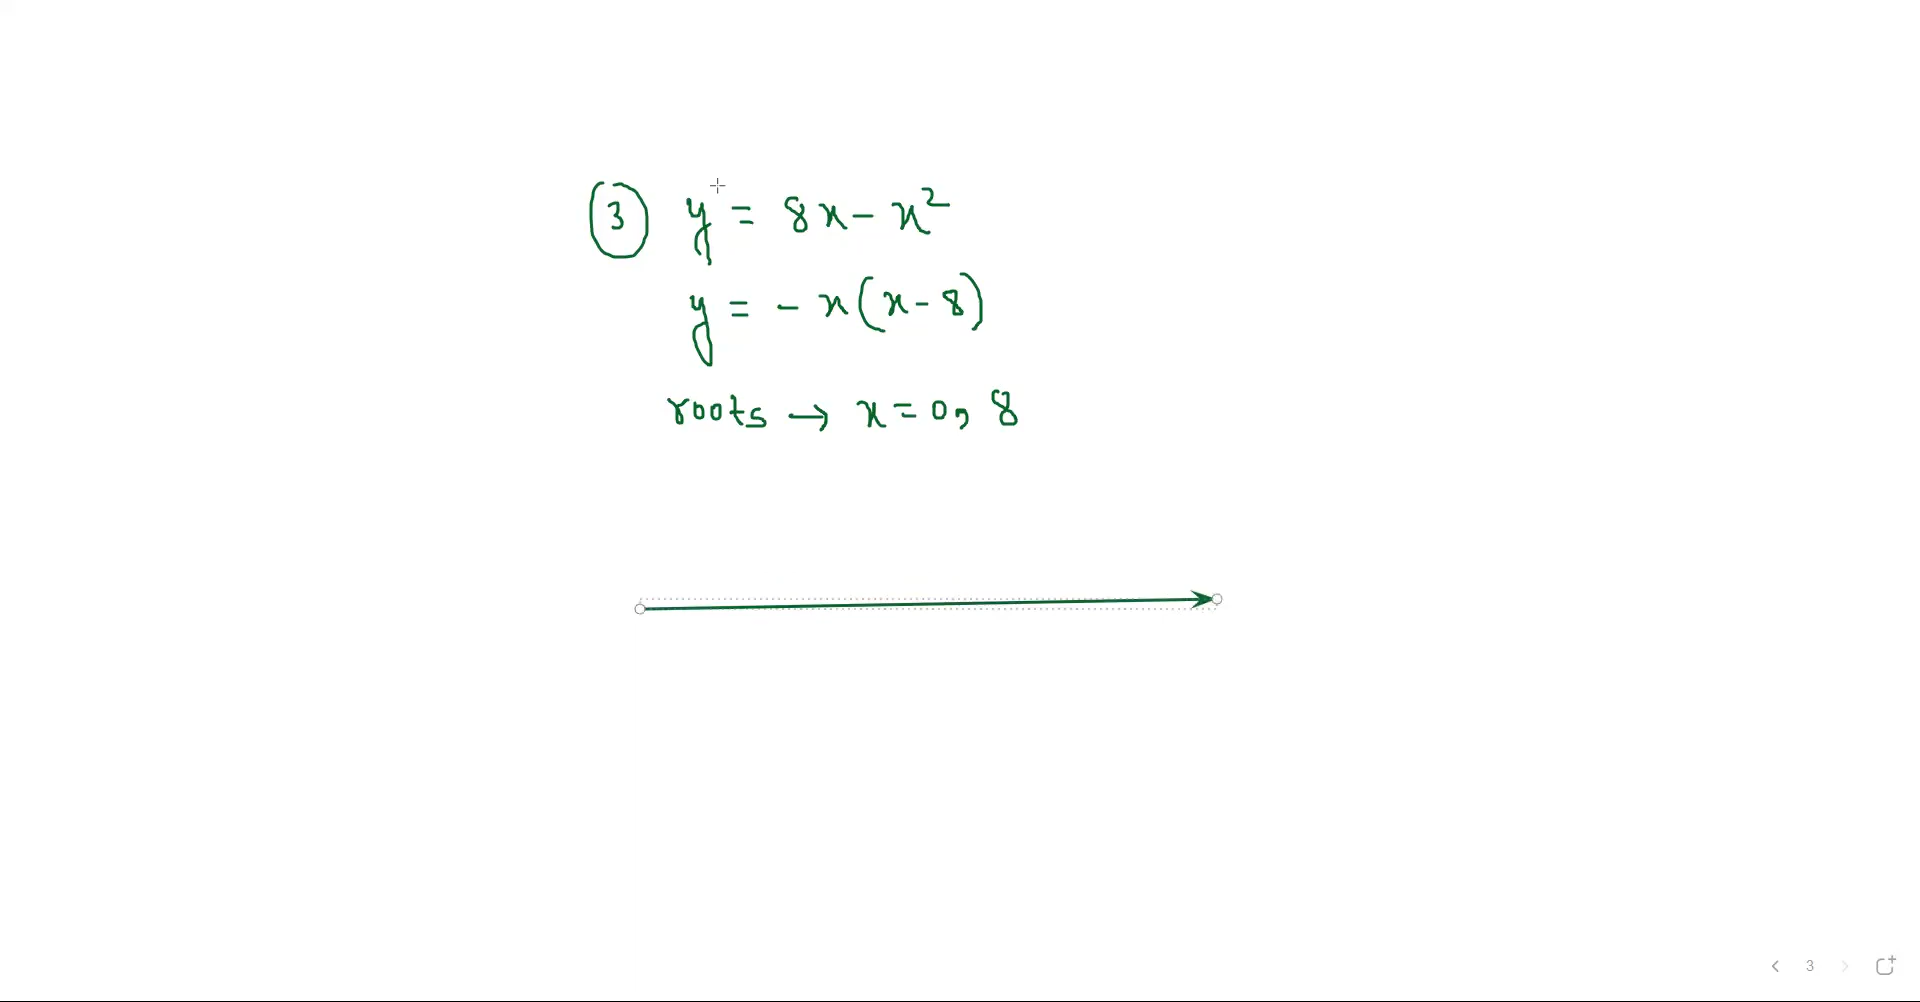 ③ y = 8x - x²
y = - x(x - 8)
roots → x = 0, 8
3